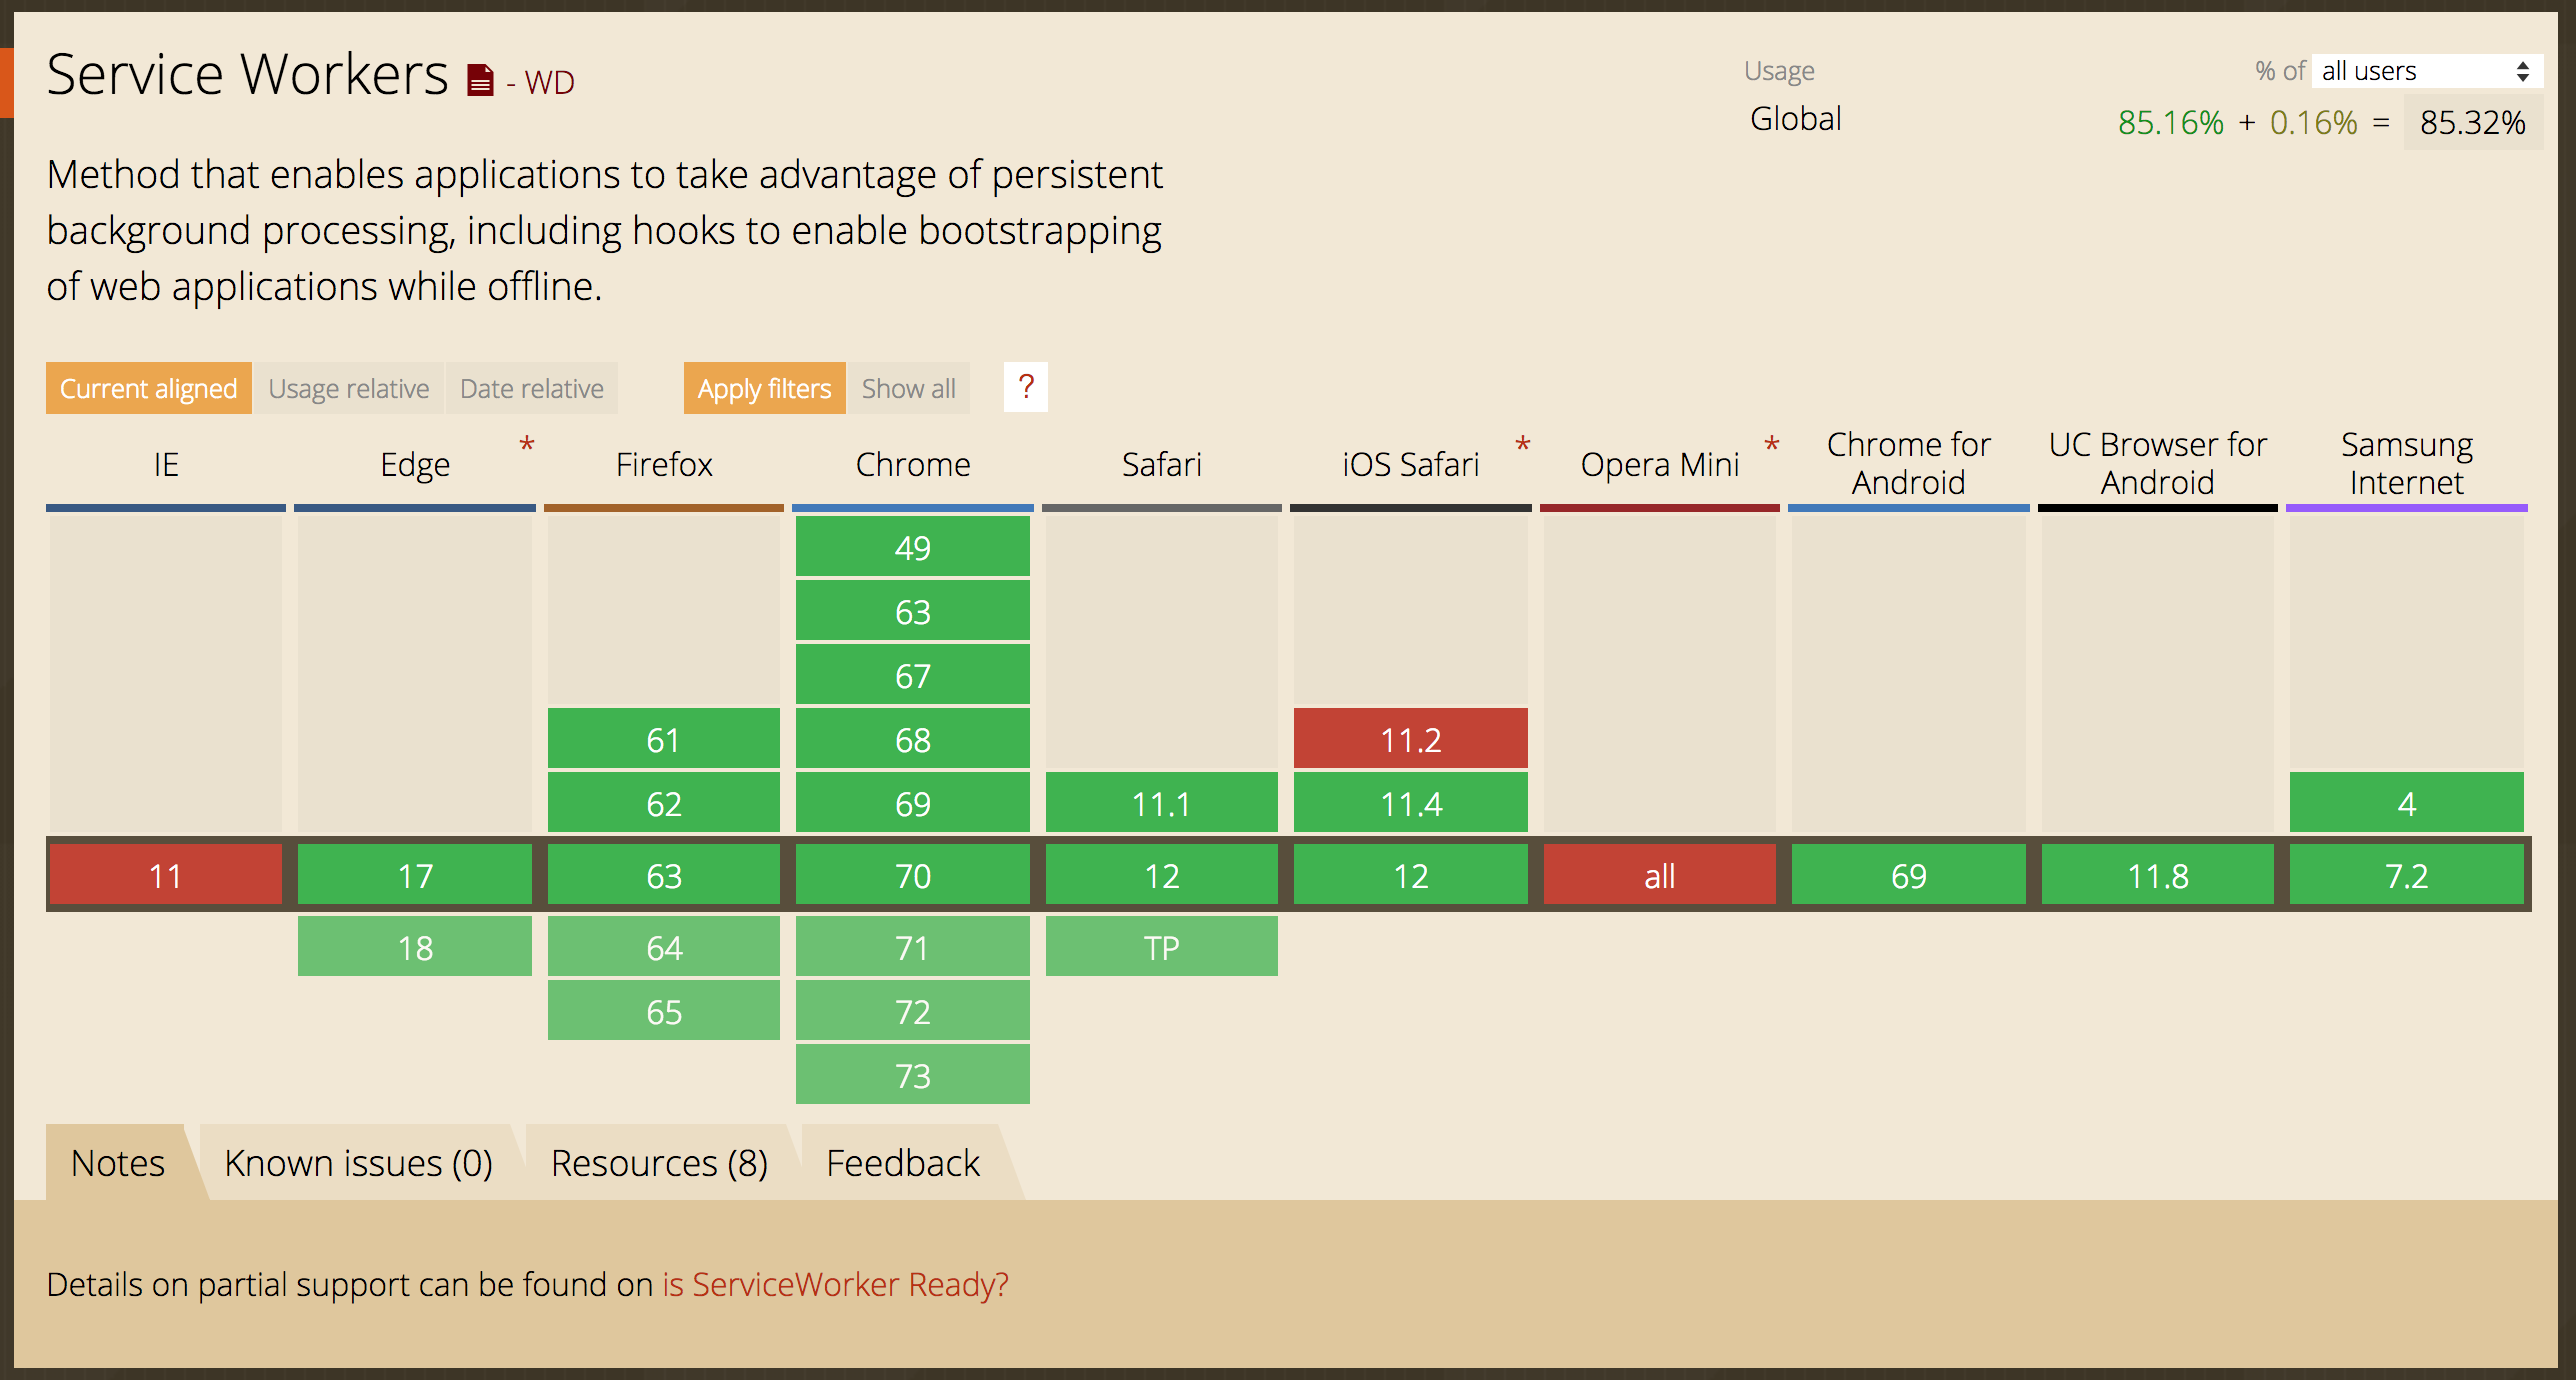 Service Workers - WD
Usage % of all users
Global 85.16% + 0.16% = 85.32%
Method that enables applications to take advantage of persistent
background processing, including hooks to enable bootstrapping
of web applications while offline.
Current aligned Usage relative Date relative Apply filters Show all ?
IE Edge * Firefox Chrome Safari iOS Safari * Opera Mini * Chrome for Android UC Browser for Android Samsung Internet
49
63
67
61 68 11.2
62 69 11.1 11.4 4
11 17 63 70 12 12 all 69 11.8 7.2
18 64 71 TP
65 72
73
Notes Known issues (0) Resources (8) Feedback
Details on partial support can be found on is ServiceWorker Ready?